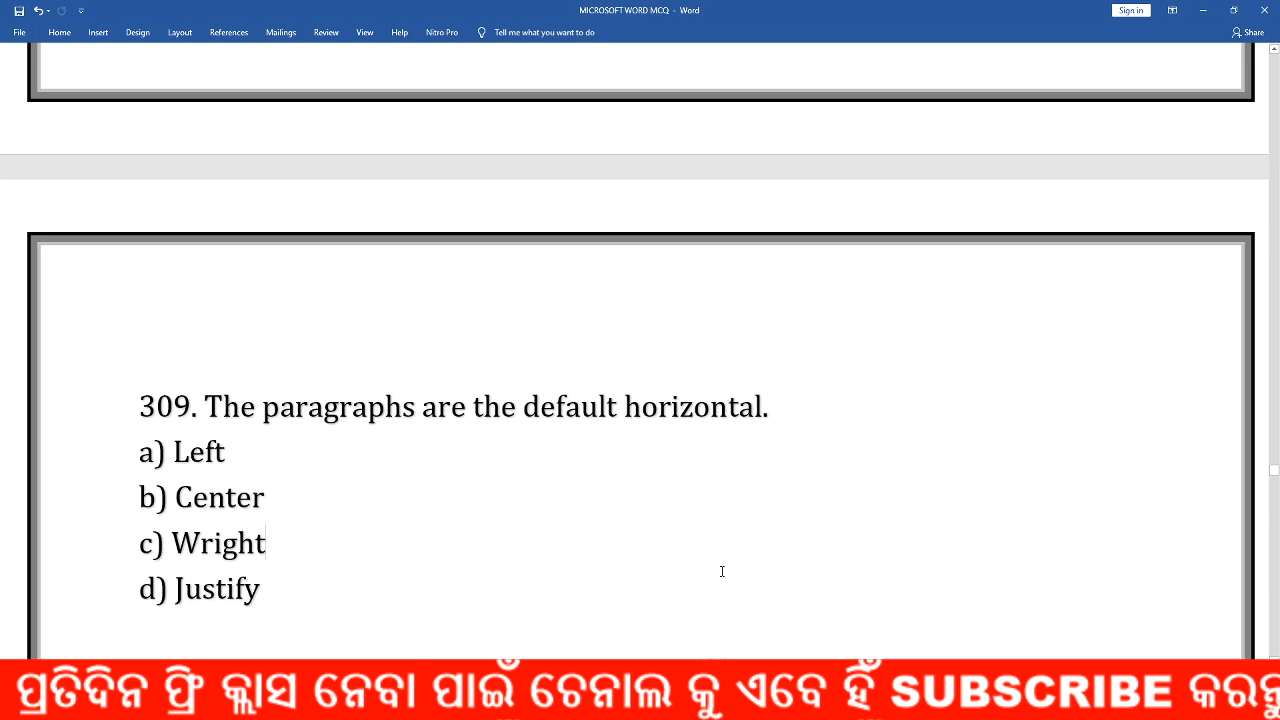 MICROSOFT WORD MCQ - Word
Sign in
File Home Insert Design Layout References Mailings Review View Help Nitro Pro Tell me what you want to do Share
309. The paragraphs are the default horizontal.
a) Left
b) Center
c) Wright
d) Justify
ପ୍ରତିଦିନ ଫ୍ରି କ୍ଲାସ ନେବା ପାଇଁ ଚେନାଲ କୁ ଏବେ ହିଁ SUBSCRIBE କରନ୍ତୁ